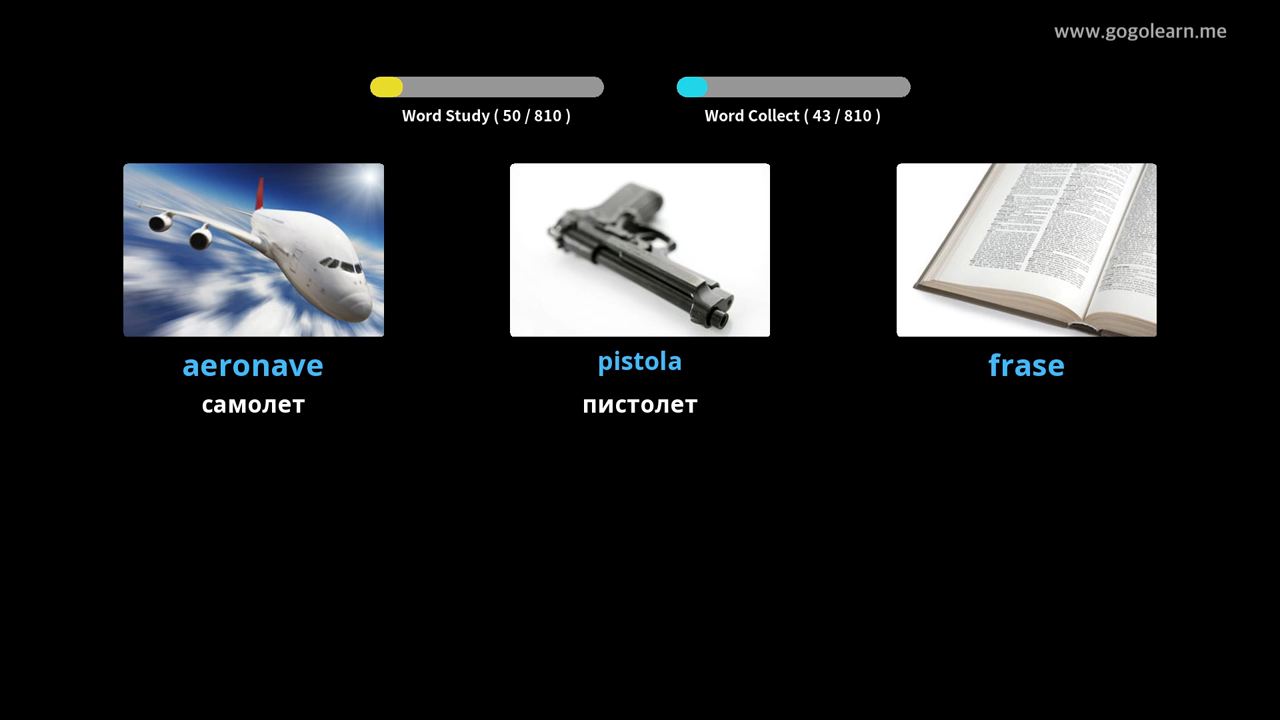 www.gogolearn.me
Word Study ( 50 / 810 )
Word Collect ( 43 / 810 )
aeronave
pistola
frase
самолет
пистолет